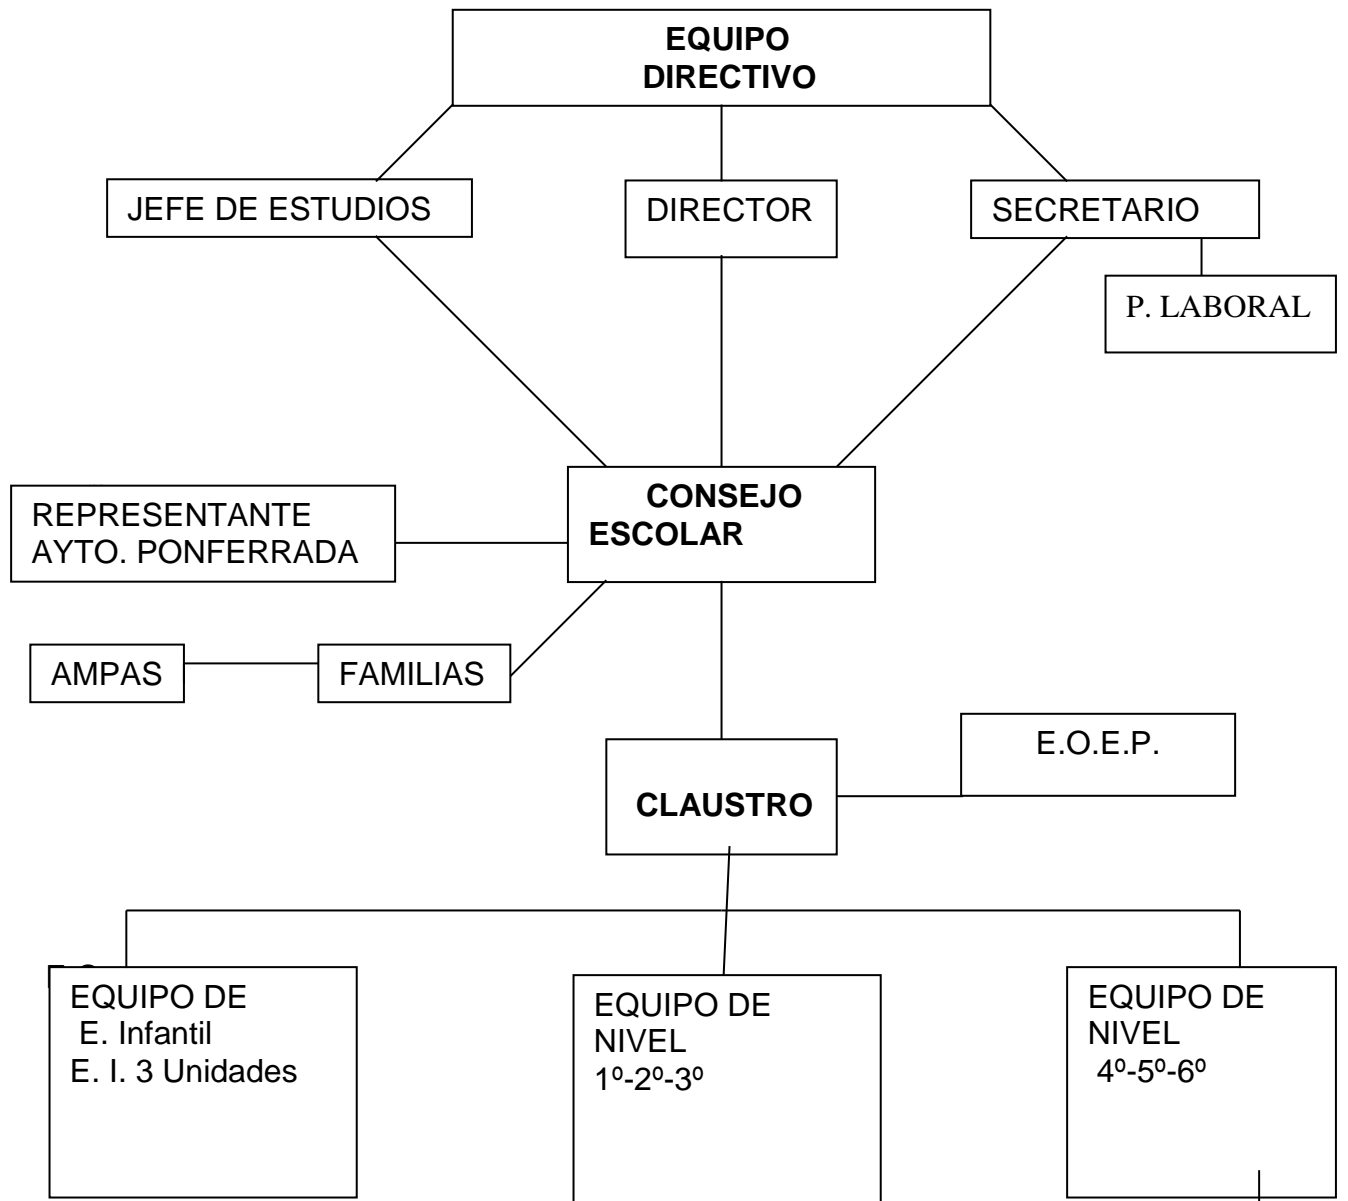 EQUIPO
DIRECTIVO
JEFE DE ESTUDIOS
DIRECTOR
SECRETARIO
P. LABORAL
CONSEJO
ESCOLAR
REPRESENTANTE
AYTO. PONFERRADA
AMPAS
FAMILIAS
E.O.E.P.
CLAUSTRO
EQUIPO DE
E. Infantil
E. I. 3 Unidades
EQUIPO DE
NIVEL
1º-2º-3º
EQUIPO DE
NIVEL
4º-5º-6º